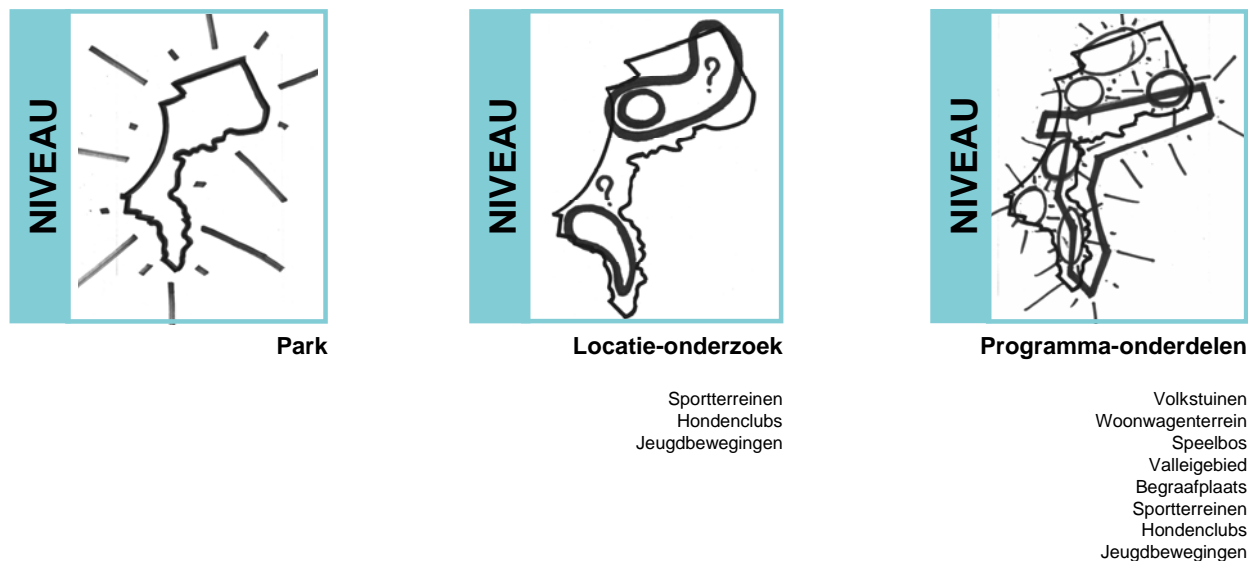 NIVEAU
Park
NIVEAU
?
?
Locatie-onderzoek
Sportterreinen
Hondenclubs
Jeugdbewegingen
NIVEAU
Programma-onderdelen
Volkstuinen
Woonwagenterrein
Speelbos
Valleigebied
Begraafplaats
Sportterreinen
Hondenclubs
Jeugdbewegingen